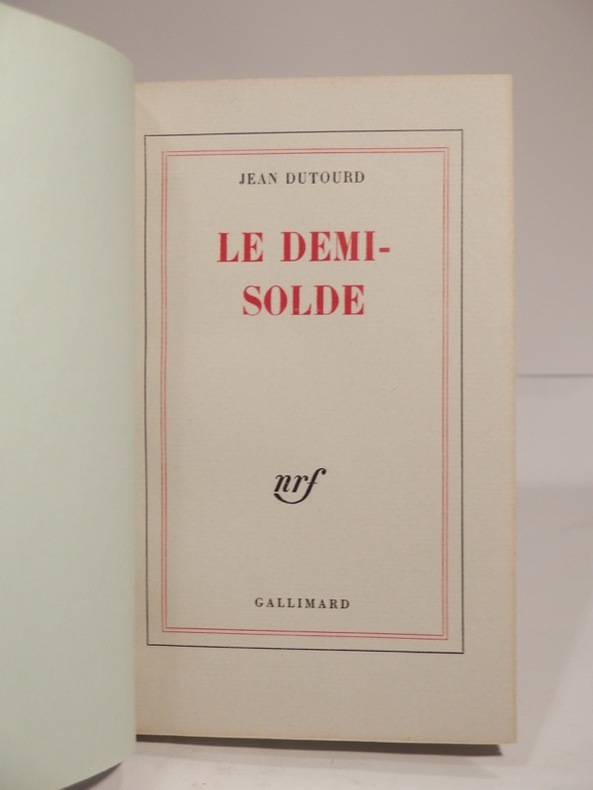 JEAN DUTOURD
LE DEMI-
SOLDE
nrf
GALLIMARD